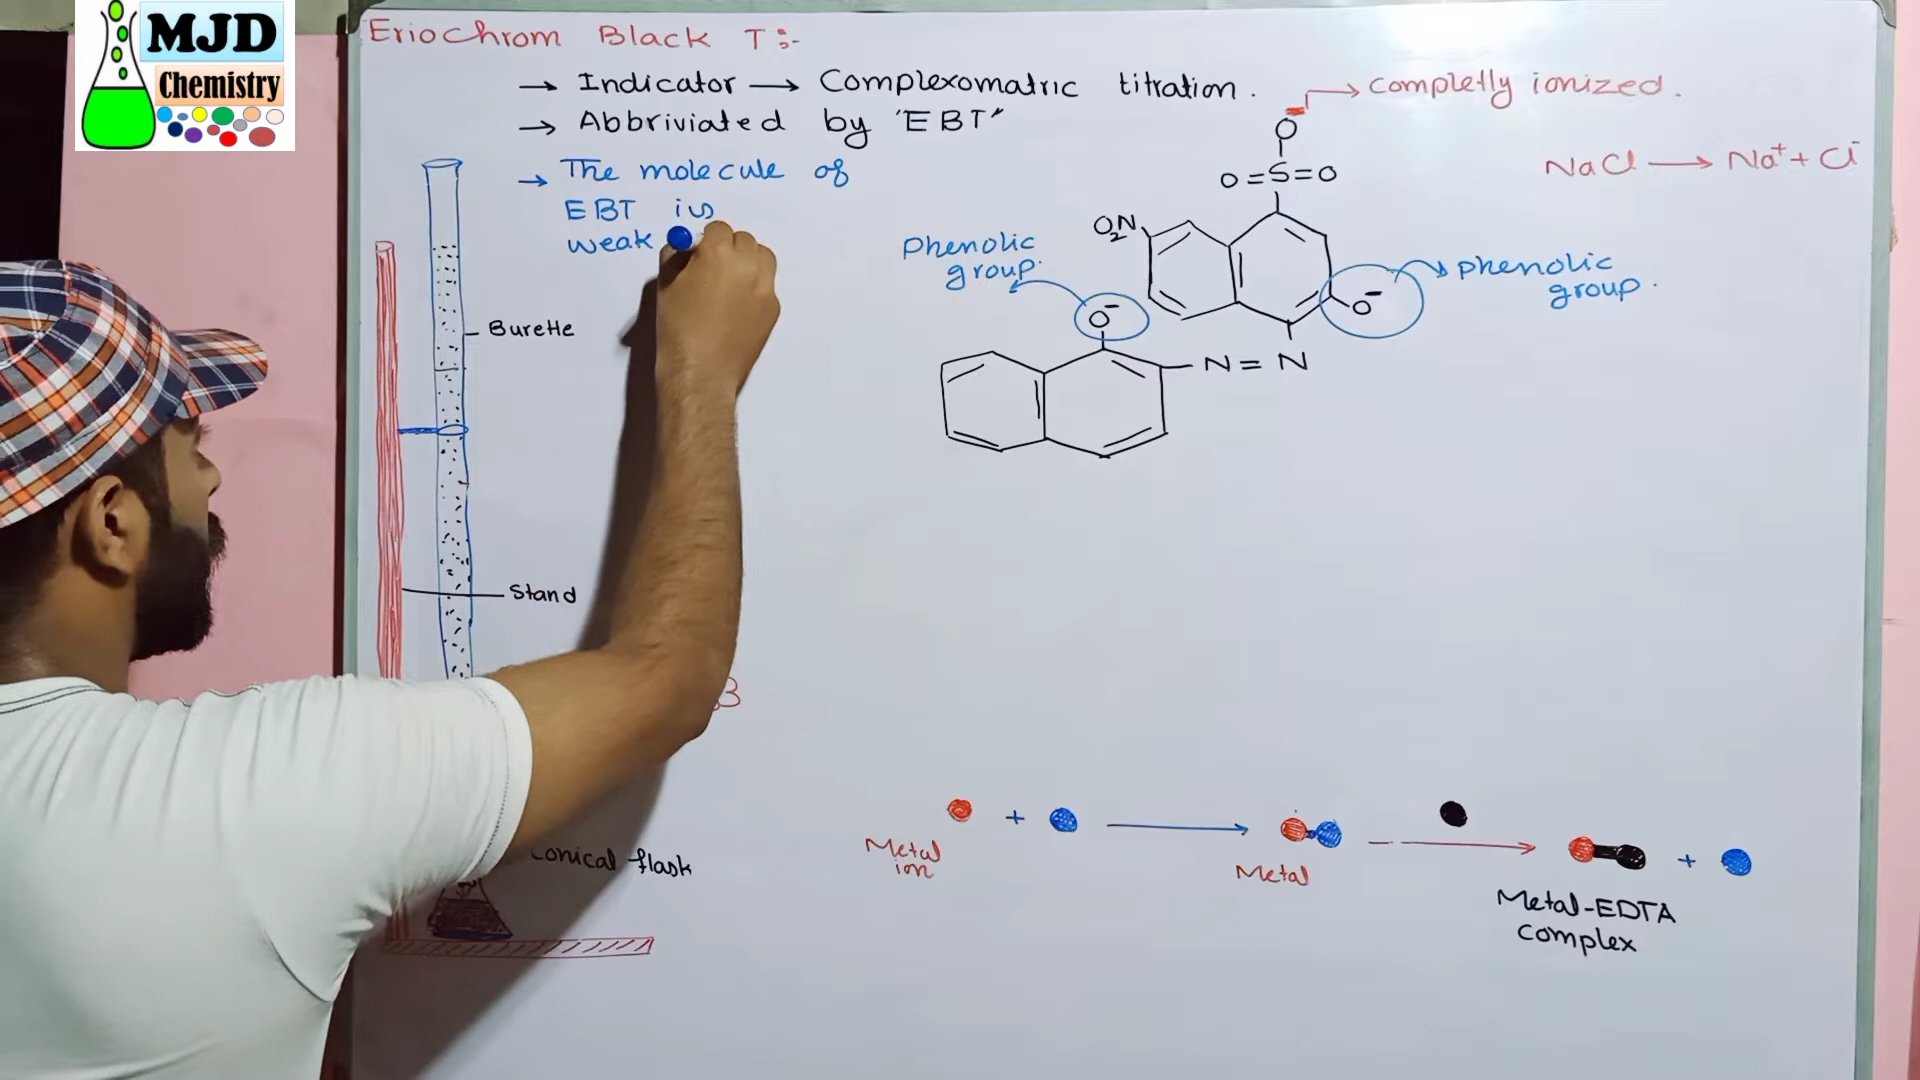 MJD
Chemistry
ErioChrom Black T:-
→ Indicator → Complexomatric titration.
→ Abbriviated by 'EBT"
→ The molecule of
EBT is
weak
→ completly ionized.
NaCl → Na⁺ + Cl⁻
O
O=S=O
O₂N
Phenolic
group.
→ phenolic
group.
O⁻
O⁻
N = N
Burette
Stand
3
Conical flask
+
Metal
ion
Metal
+
Metal-EDTA
complex